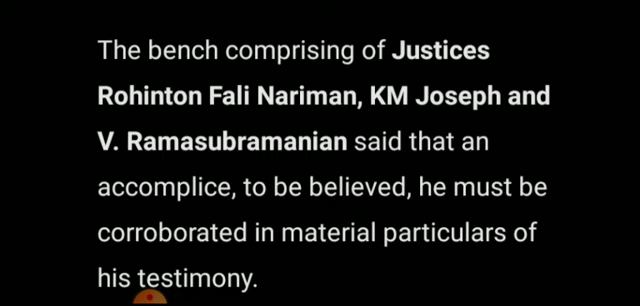 The bench comprising of Justices
Rohinton Fali Nariman, KM Joseph and
V. Ramasubramanian said that an
accomplice, to be believed, he must be
corroborated in material particulars of
his testimony.